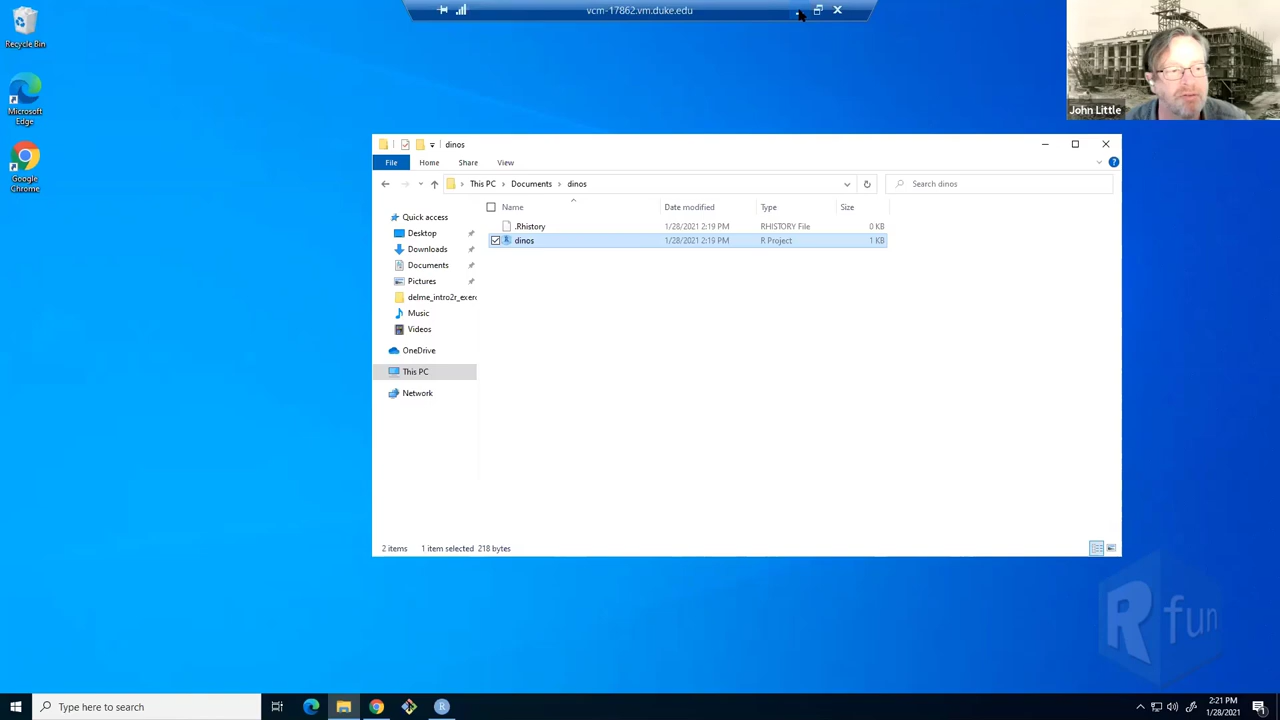 vcm-17862.vm.duke.edu
Recycle Bin
Microsoft
Edge
Google
Chrome
John Little
dinos
File
Home
Share
View
This PC
Documents
dinos
Search dinos
Name
Date modified
Type
Size
Quick access
Desktop
Downloads
Documents
Pictures
delme_intro2r_exerc
Music
Videos
OneDrive
This PC
Network
.Rhistory
1/28/2021 2:19 PM
RHISTORY File
0 KB
dinos
1/28/2021 2:19 PM
R Project
1 KB
2 items
1 item selected 218 bytes
R fun
Type here to search
R
2:21 PM
1/28/2021
1